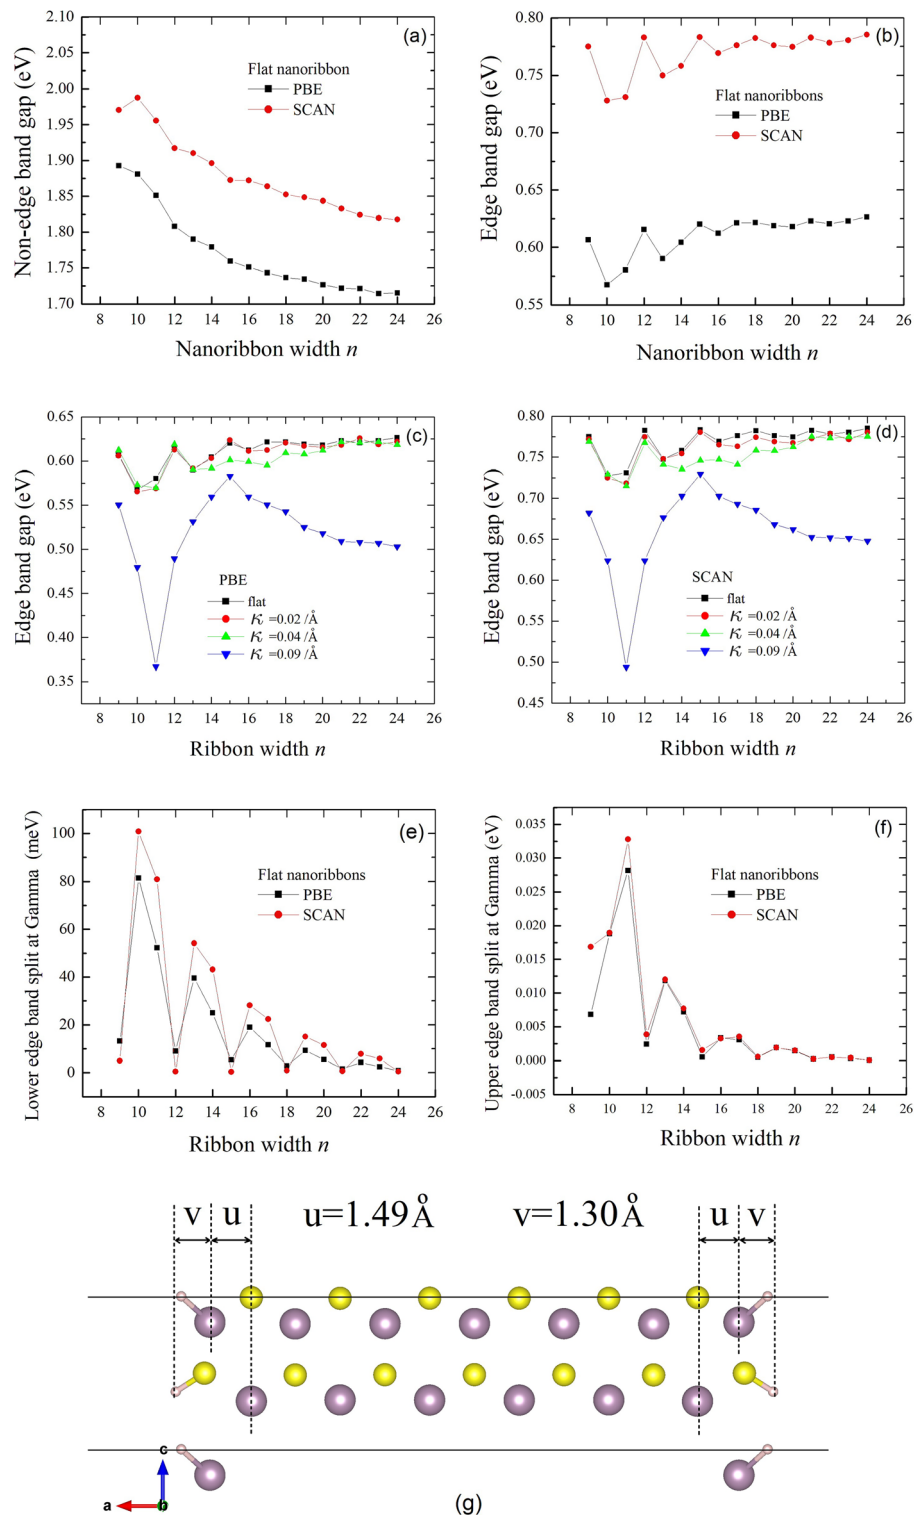 (a)
Flat nanoribbon
PBE
SCAN
Non-edge band gap (eV)
2.10
2.05
2.00
1.95
1.90
1.85
1.80
1.75
1.70
8 10 12 14 16 18 20 22 24 26
Nanoribbon width n
(b)
Flat nanoribbons
PBE
SCAN
Edge band gap (eV)
0.80
0.75
0.70
0.65
0.60
0.55
8 10 12 14 16 18 20 22 24 26
Nanoribbon width n
(c)
PBE
flat
κ =0.02 /Å
κ =0.04 /Å
κ =0.09 /Å
Edge band gap (eV)
0.65
0.60
0.55
0.50
0.45
0.40
0.35
8 10 12 14 16 18 20 22 24 26
Ribbon width n
(d)
SCAN
flat
κ =0.02 /Å
κ =0.04 /Å
κ =0.09 /Å
Edge band gap (eV)
0.80
0.75
0.70
0.65
0.60
0.55
0.50
0.45
8 10 12 14 16 18 20 22 24 26
Ribbon width n
(e)
Flat nanoribbons
PBE
SCAN
Lower edge band split at Gamma (meV)
100
80
60
40
20
0
8 10 12 14 16 18 20 22 24 26
Ribbon width n
(f)
Flat nanoribbons
PBE
SCAN
Upper edge band split at Gamma (eV)
0.035
0.030
0.025
0.020
0.015
0.010
0.005
0.000
-0.005
8 10 12 14 16 18 20 22 24 26
Ribbon width n
v u u=1.49Å v=1.30Å u v
c
a b
(g)